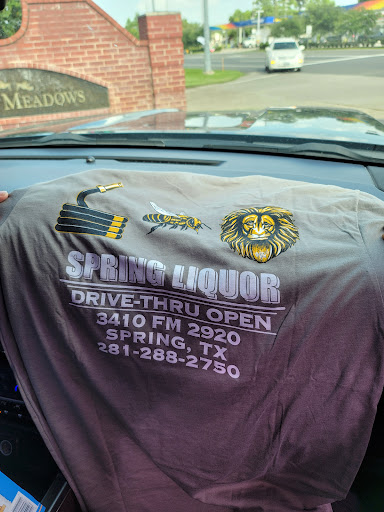 MEADOWS
SPRING LIQUOR
DRIVE-THRU OPEN
3410 FM 2920
SPRING, TX
281-288-2750